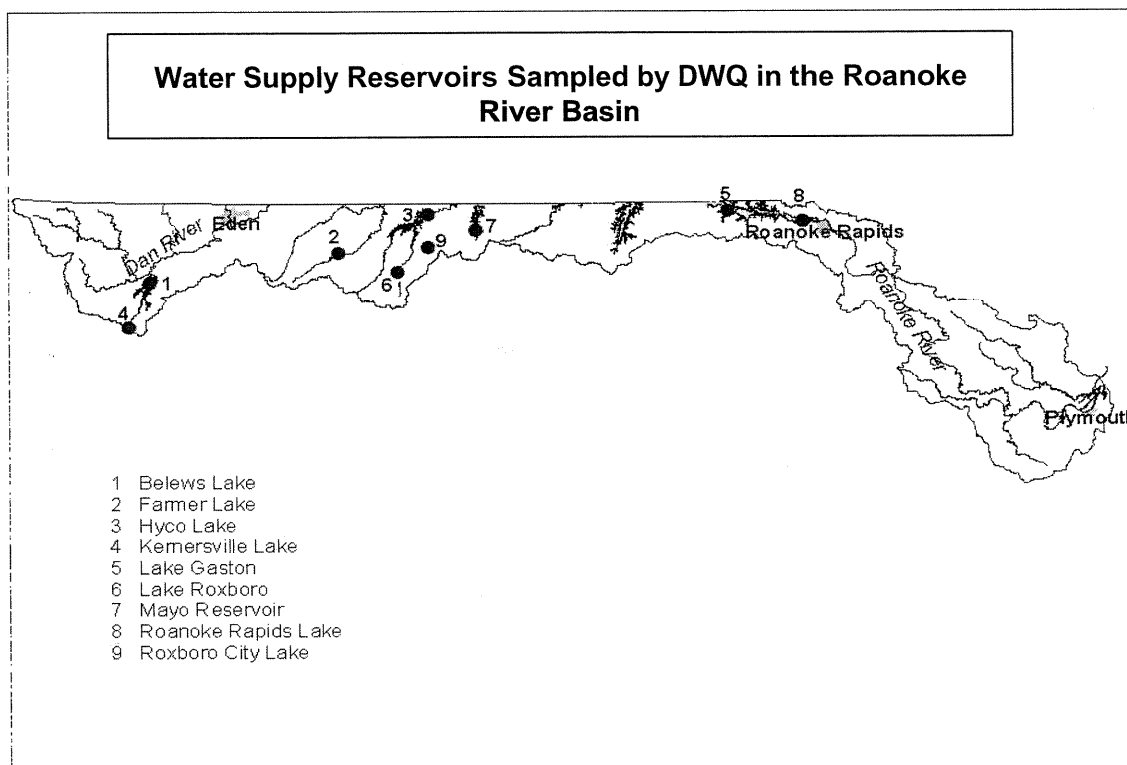 Water Supply Reservoirs Sampled by DWQ in the Roanoke
River Basin
5
8
3
Eden
7
Roanoke Rapids
Dan River
2
9
1
6
Roanoke River
4
Plymouth
1 Belews Lake
2 Farmer Lake
3 Hyco Lake
4 Kernersville Lake
5 Lake Gaston
6 Lake Roxboro
7 Mayo Reservoir
8 Roanoke Rapids Lake
9 Roxboro City Lake